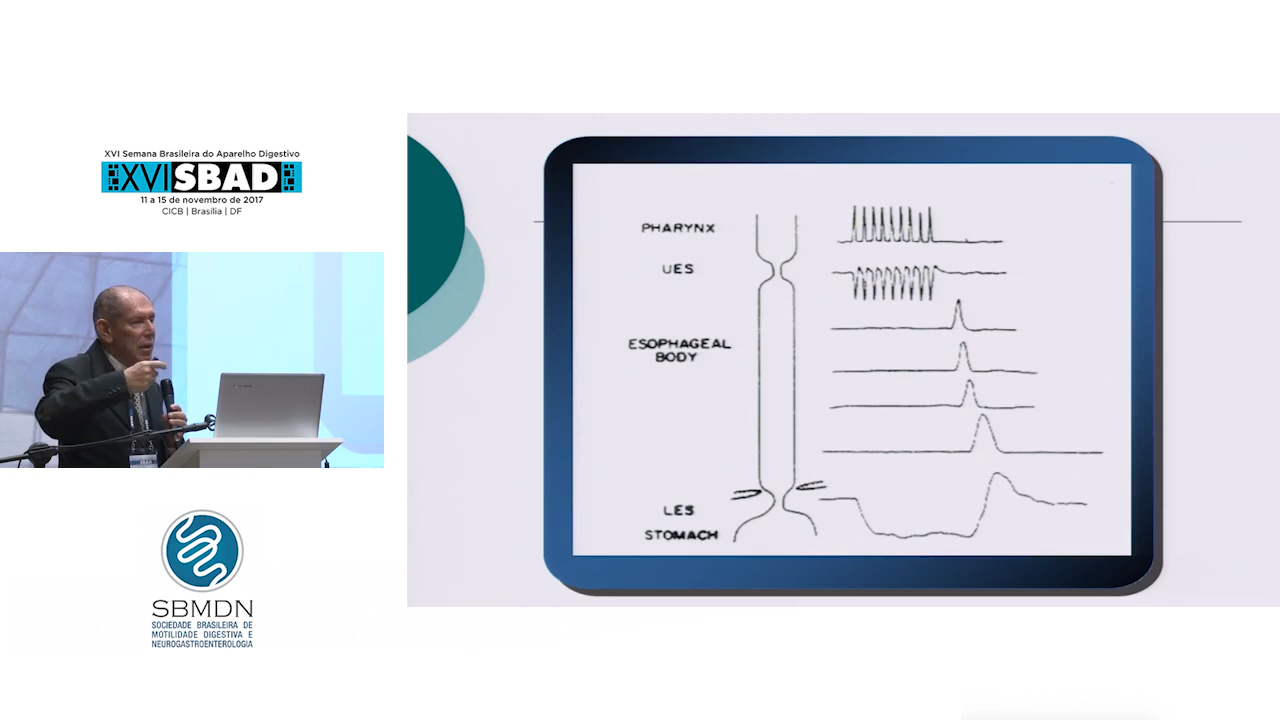 XVI Semana Brasileira do Aparelho Digestivo
XVI SBAD
11 a 15 de novembro de 2017
CICB | Brasília | DF
SBMDN
SOCIEDADE BRASILEIRA DE
MOTILIDADE DIGESTIVA E
NEUROGASTROENTEROLOGIA
PHARYNX
UES
ESOPHAGEAL
BODY
LES
STOMACH